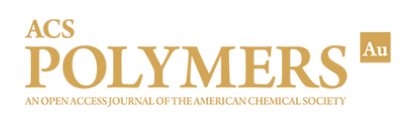 ACS
POLYMERS Au
AN OPEN ACCESS JOURNAL OF THE AMERICAN CHEMICAL SOCIETY